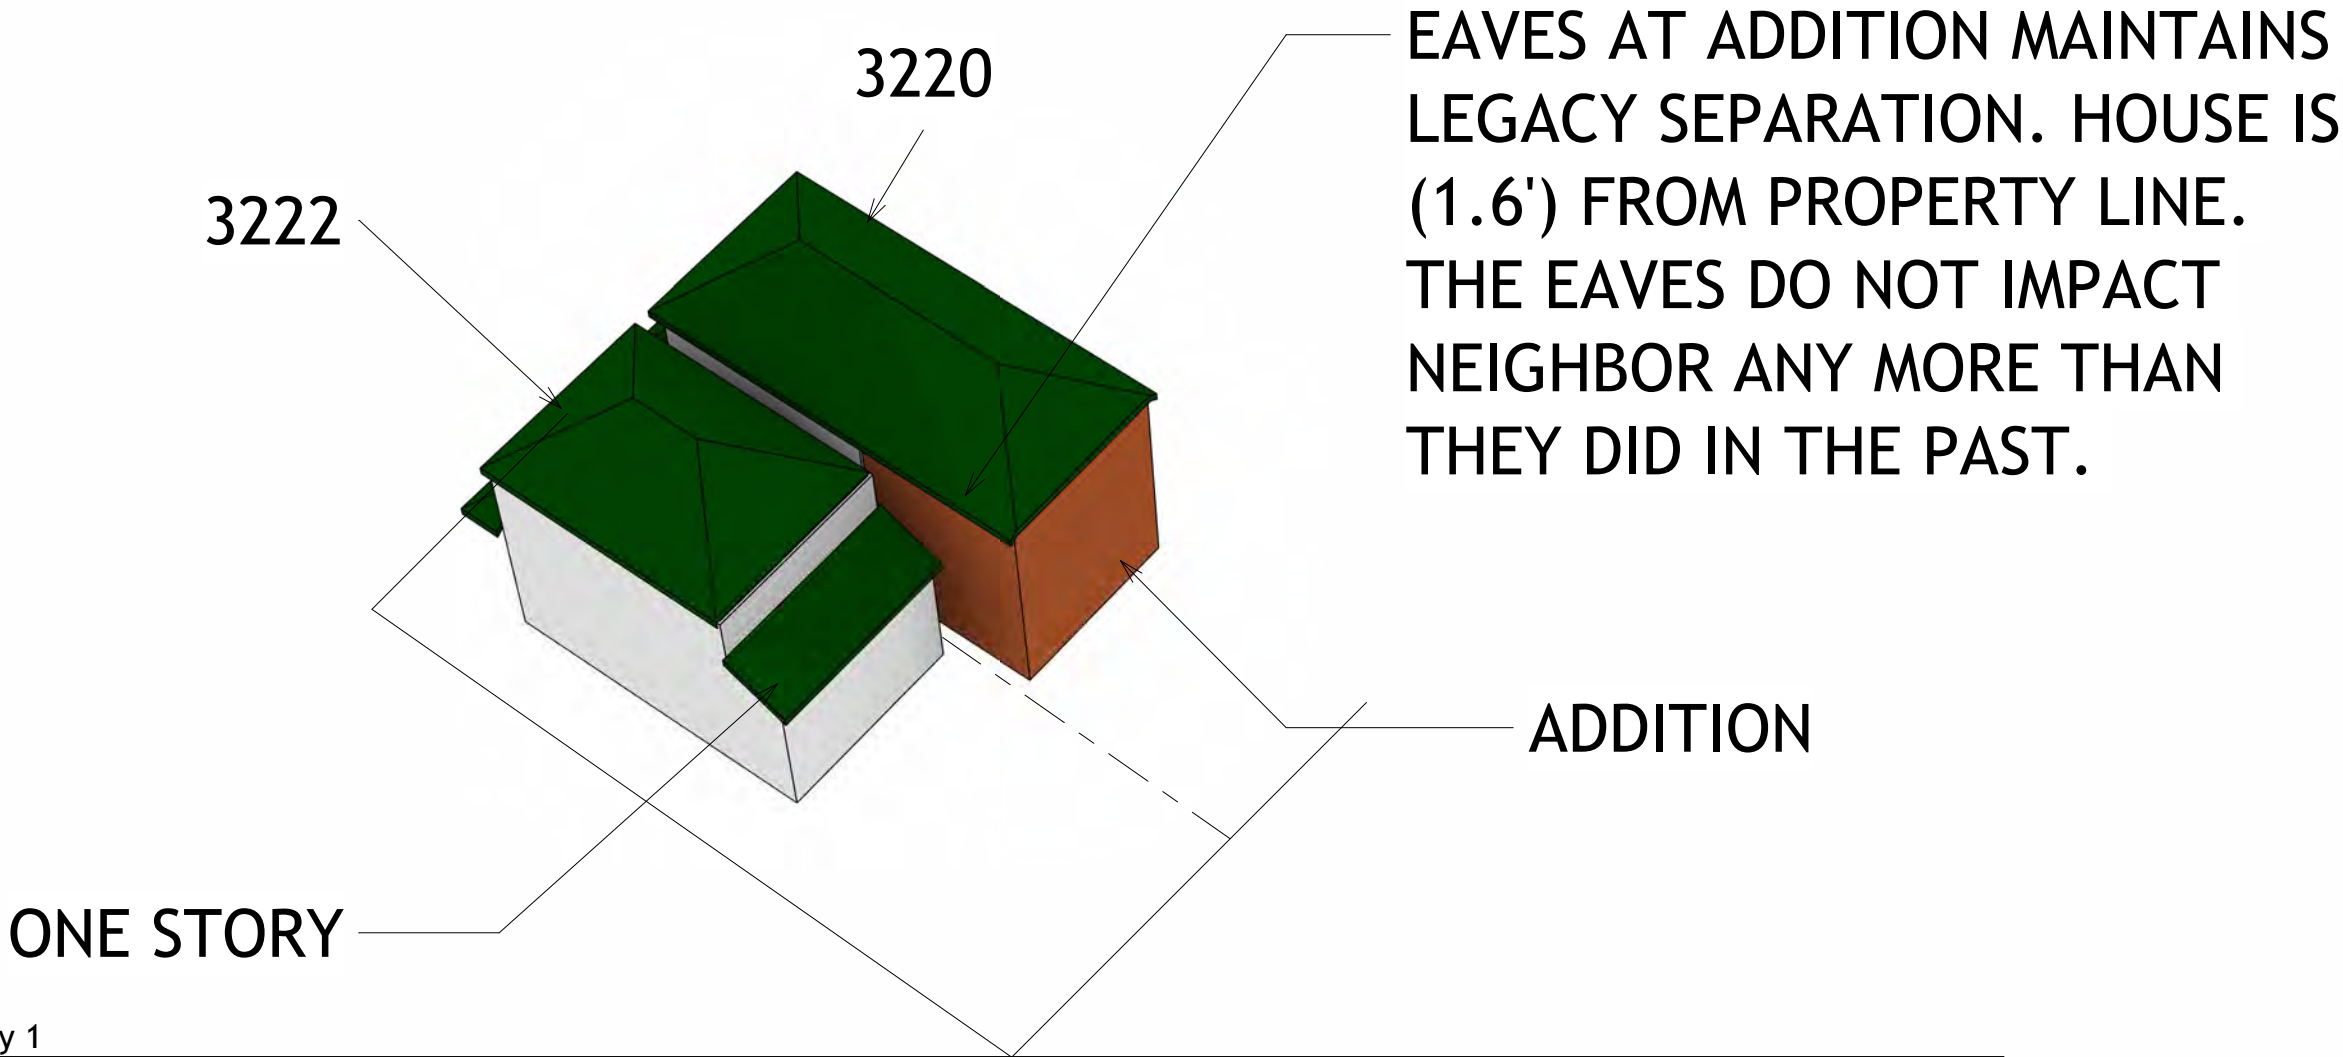 EAVES AT ADDITION MAINTAINS
LEGACY SEPARATION. HOUSE IS
(1.6') FROM PROPERTY LINE.
THE EAVES DO NOT IMPACT
NEIGHBOR ANY MORE THAN
THEY DID IN THE PAST.
3220
3222
ADDITION
ONE STORY
y 1